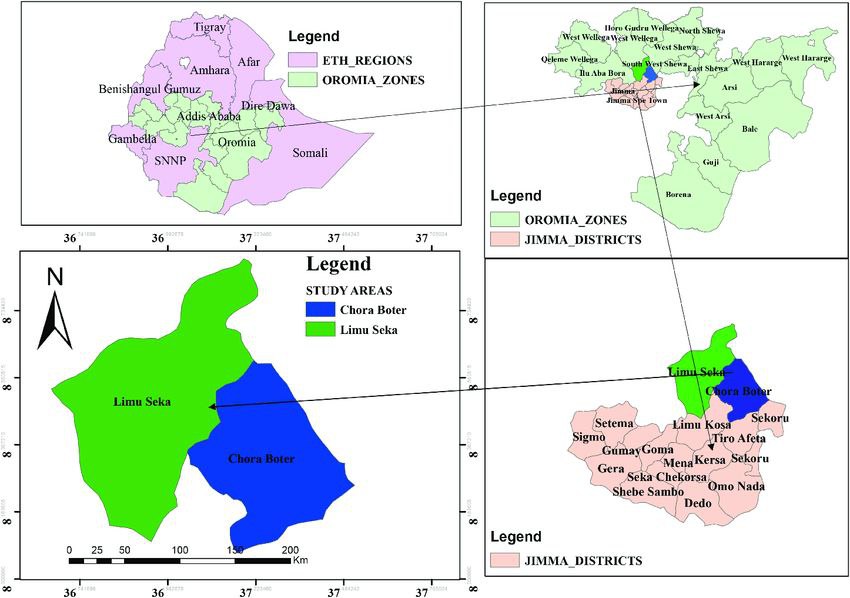 Tigray
Afar
Amhara
Benishangul Gumuz
Dire Dawa
Addis Ababa
Gambella
Oromia
SNNP
Somali
Legend
ETH_REGIONS
OROMIA_ZONES
Horo Gudru Wellega
North Shewa
West Wellega
West Wellega
West Shewa
Qeleme Wellega
South West Shewa
East Shewa
West Hararge
West Hararge
Ilu Aba Bora
Jimma
Jimma Spe Town
Arsi
West Arsi
Bale
Guji
Borena
Legend
OROMIA_ZONES
JIMMA_DISTRICTS
36
36
37
37
37
N
Legend
STUDY AREAS
Chora Boter
Limu Seka
Limu Seka
Chora Boter
0 25 50 100 150 200
Km
8
8
8
8
8
8
8
8
8
8
36
36
37
37
37
Limu Seka
Chora Boter
Sekoru
Limu Kosa
Setema
Tiro Afeta
Sigmo
Gumay
Goma
Mena
Kersa
Sekoru
Gera
Seka Chekorsa
Omo Nada
Shebe Sambo
Dedo
Legend
JIMMA_DISTRICTS